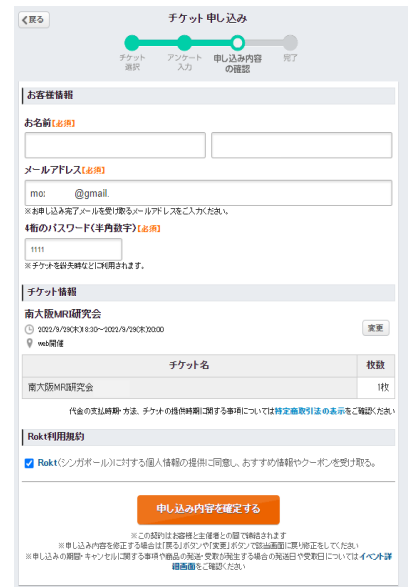 戻る
チケット申し込み
チケット
選択
アンケート
入力
申し込み内容
の確認
完了
お客様情報
お名前[必須]
メールアドレス[必須]
mo: @gmail.
※お申し込み完了メールを受け取るメールアドレスをご入力ください。
4桁のパスワード(半角数字)[必須]
1111
※チケットを紛失時などに利用されます。
チケット情報
南大阪MRI研究会
2022/9/29(木)18:30～2022/9/29(木)20:00
変更
web開催
チケット名 枚数
南大阪MRI研究会 1枚
代金の支払時期・方法、チケットの提供時期に関する事項については特定商取引法の表示をご確認ください
Rokt利用規約
Rokt(シンガポール)に対する個人情報の提供に同意し、おすすめ情報やクーポンを受け取る。
申し込み内容を確定する
※この契約はお客様と主催者との間で締結されます
※申し込み内容を修正する場合は「戻る」ボタンや「変更」ボタンで該当画面に戻り修正をしてください
※申し込みの期間・キャンセルに関する事項や商品の発送・受取が発生する場合の発送日や受取日についてはイベント詳
細画面をご確認ください